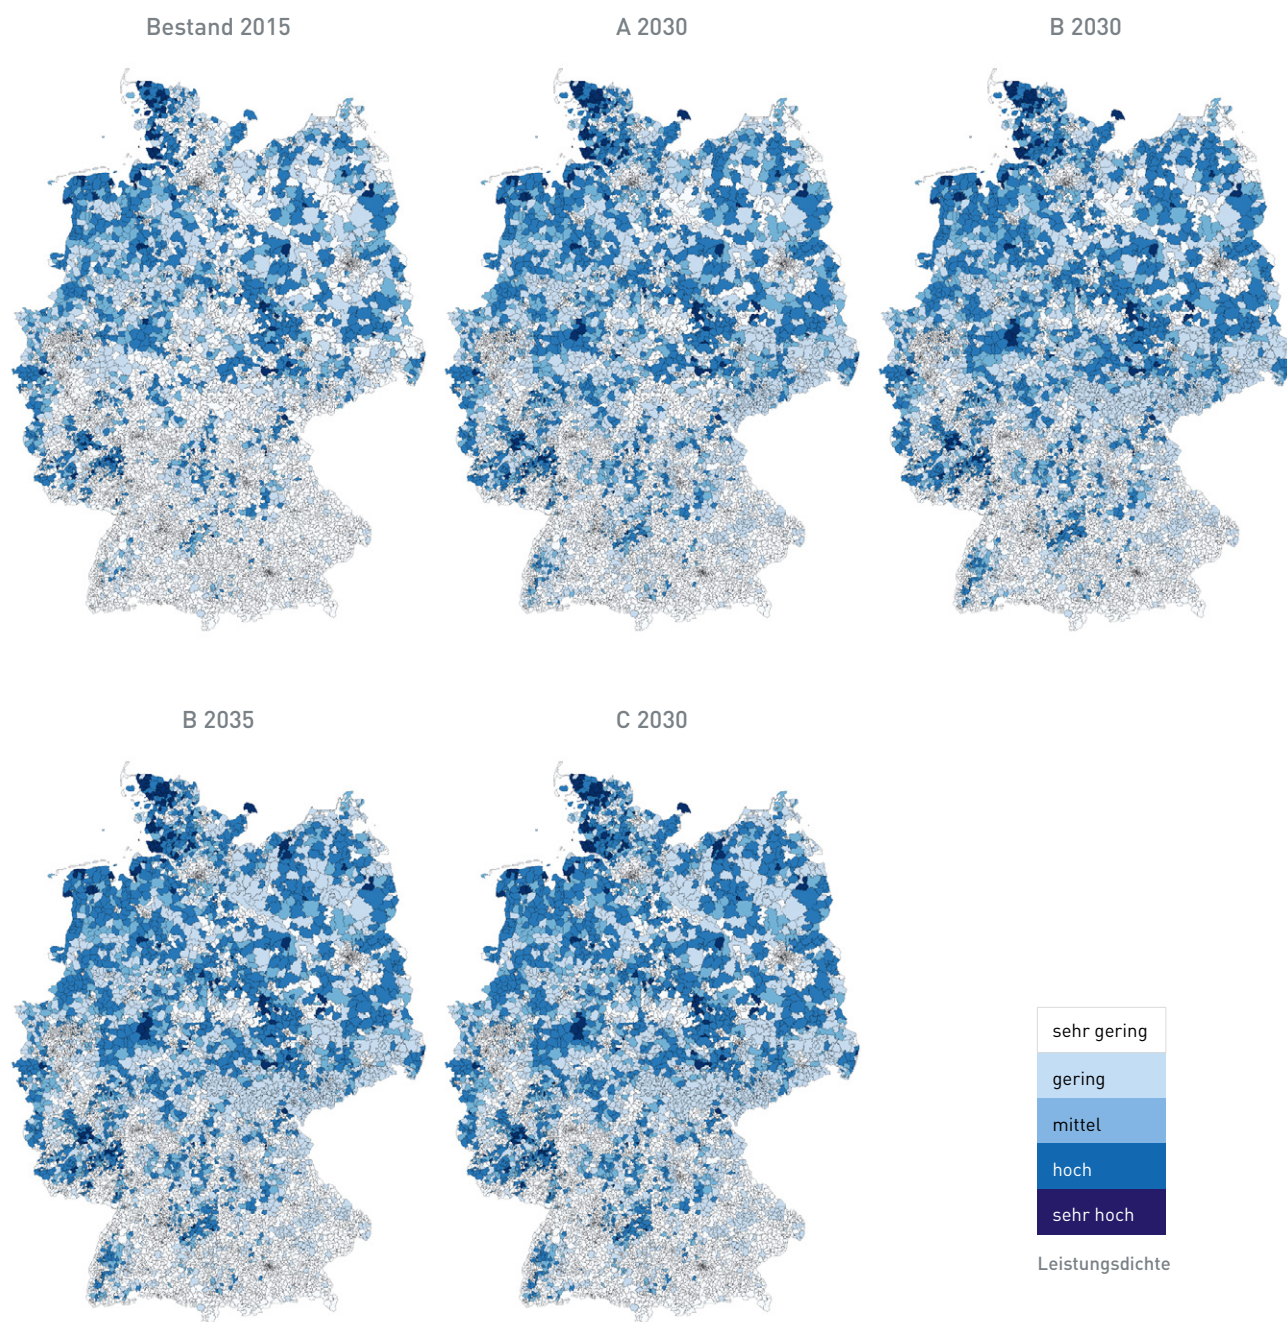 Bestand 2015
A 2030
B 2030
B 2035
C 2030
sehr gering
gering
mittel
hoch
sehr hoch
Leistungsdichte